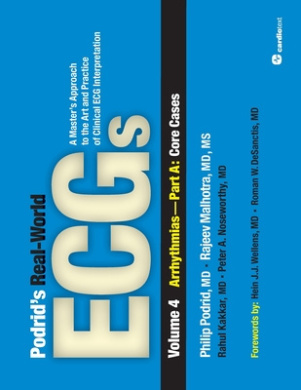 Podrid's Real-World
ECGs
A Master's Approach
to the Art and Practice
of Clinical ECG Interpretation
Volume 4 Arrhythmias—Part A: Core Cases
Philip Podrid, MD • Rajeev Malhotra, MD, MS
Rahul Kakkar, MD • Peter A. Noseworthy, MD
Forewords by: Hein J.J. Wellens, MD • Roman W. DeSanctis, MD
cardiotext